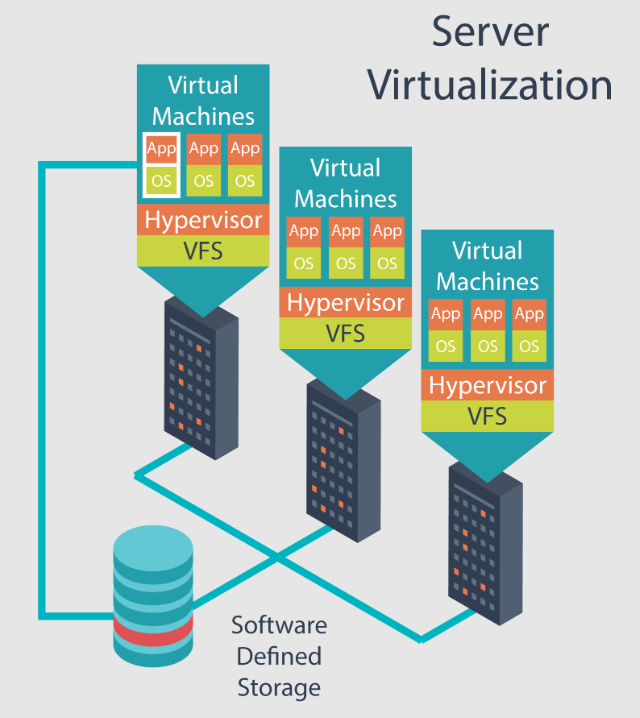 Server
Virtualization
Virtual
Machines
App App App
OS OS OS
Hypervisor
VFS
Virtual
Machines
App App App
OS OS OS
Hypervisor
VFS
Virtual
Machines
App App App
OS OS OS
Hypervisor
VFS
Software
Defined
Storage